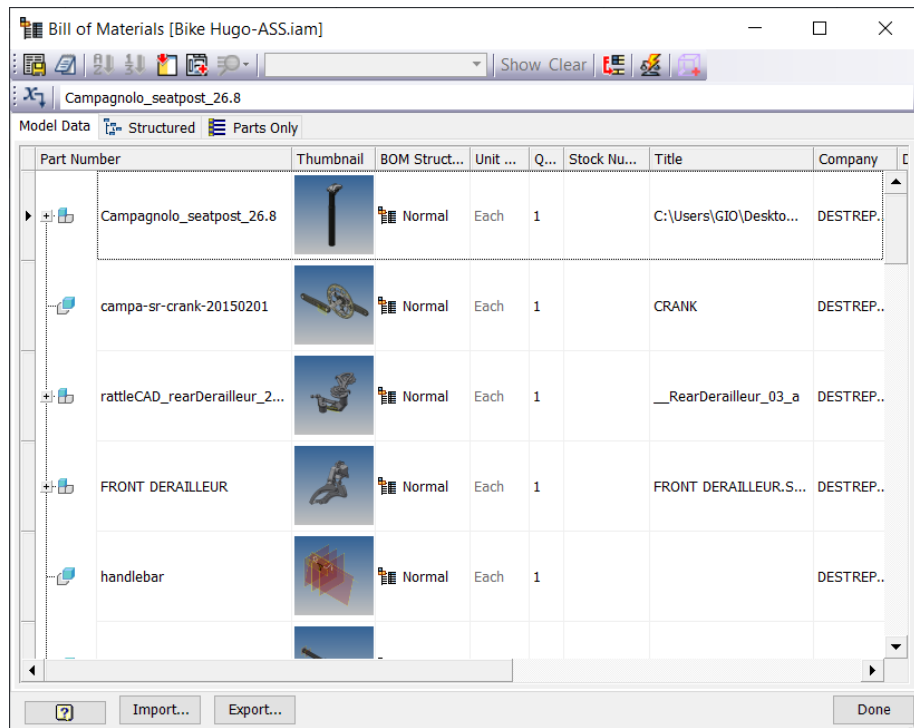 Bill of Materials [Bike Hugo-ASS.iam]
Show Clear
Campagnolo_seatpost_26.8
Model Data Structured Parts Only
Part Number Thumbnail BOM Struct... Unit ... Q... Stock Nu... Title Company D
Campagnolo_seatpost_26.8 Normal Each 1 C:\Users\GIO\Deskto... DESTREP..
campa-sr-crank-20150201 Normal Each 1 CRANK DESTREP..
rattleCAD_rearDerailleur_2... Normal Each 1 __RearDerailleur_03_a DESTREP..
FRONT DERAILLEUR Normal Each 1 FRONT DERAILLEUR.S... DESTREP..
handlebar Normal Each 1 DESTREP..
Import... Export... Done